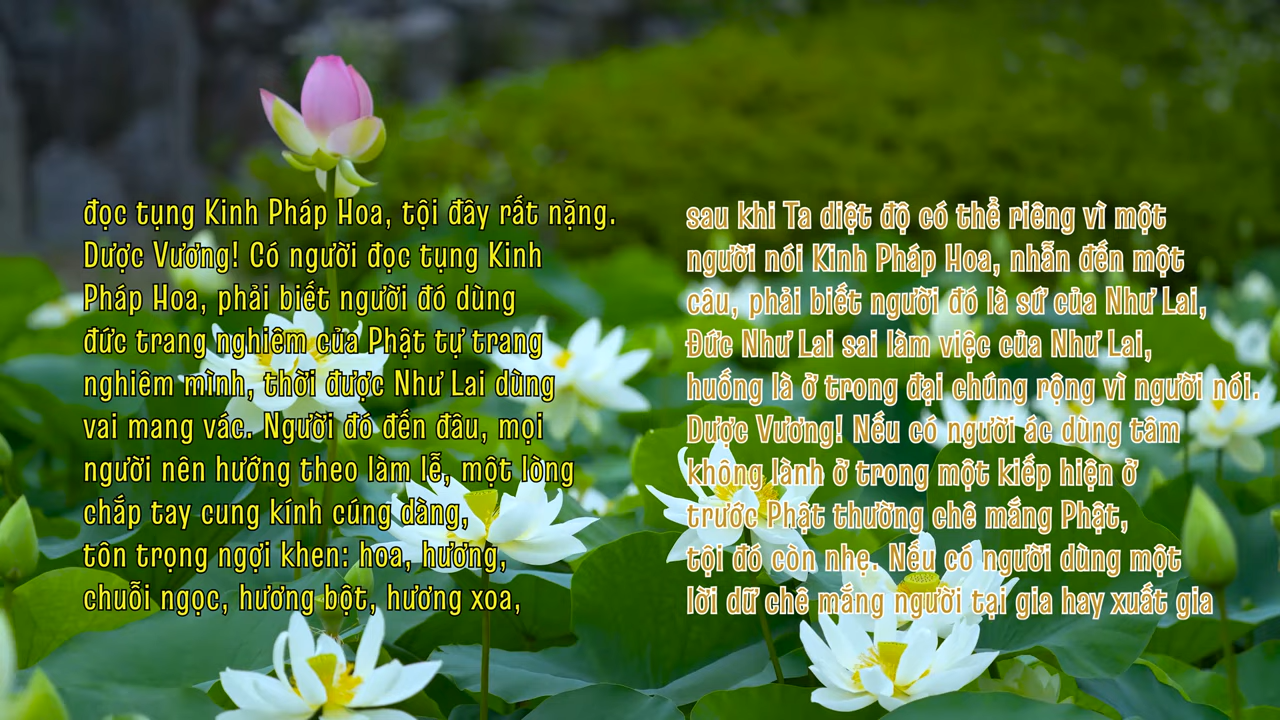 đọc tụng Kinh Pháp Hoa, tội đây rất nặng.
Dược Vương! Có người đọc tụng Kinh
Pháp Hoa, phải biết người đó dùng
đức trang nghiêm của Phật tự trang
nghiêm mình, thời được Như Lai dùng
vai mang vác. Người đó đến đâu, mọi
người nên hướng theo làm lễ, một lòng
chắp tay cung kính cúng dàng,
tôn trọng ngợi khen: hoa, hương,
chuỗi ngọc, hương bột, hương xoa,
sau khi Ta diệt độ có thể riêng vì một
người nói Kinh Pháp Hoa, nhẫn đến một
câu, phải biết người đó là sứ của Như Lai,
Đức Như Lai sai làm việc của Như Lai,
huống là ở trong đại chúng rộng vì người nói.
Dược Vương! Nếu có người ác dùng tâm
không lành ở trong một kiếp hiện ở
trước Phật thường chê mắng Phật,
tội đó còn nhẹ. Nếu có người dùng một
lời dữ chê mắng người tại gia hay xuất gia